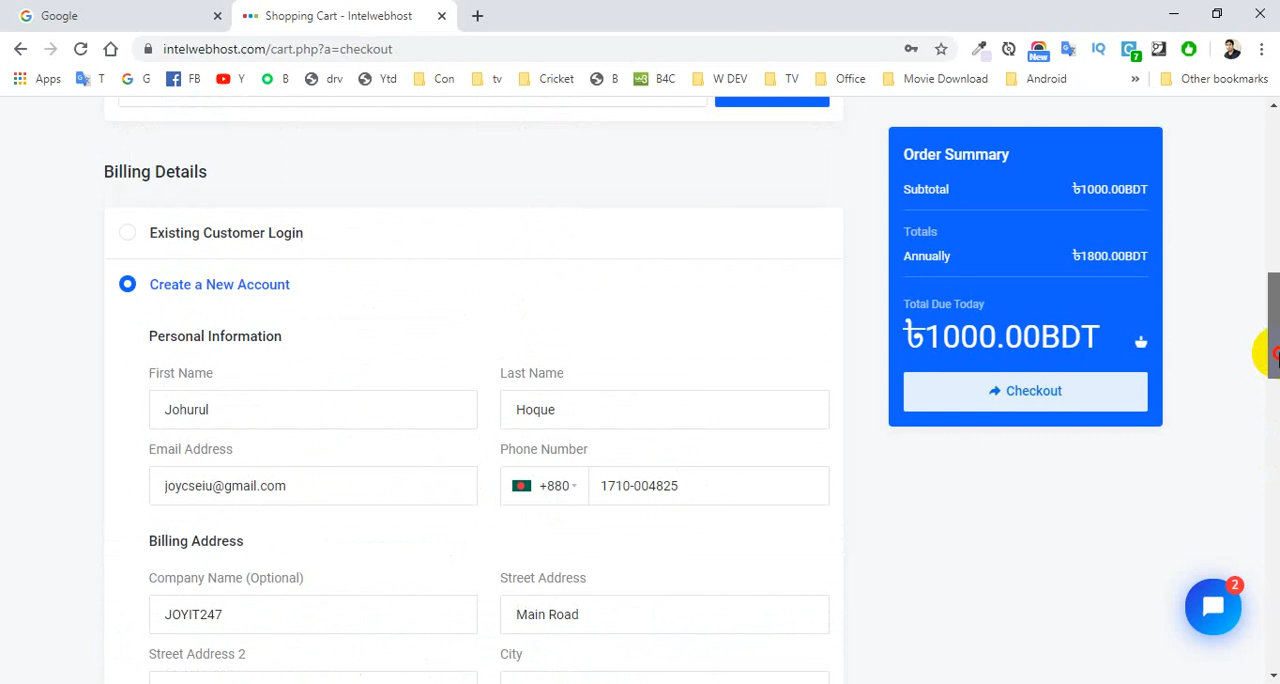 Google
Shopping Cart - Intelwebhost
intelwebhost.com/cart.php?a=checkout
New
7
Apps T G FB Y B drv Ytd Con tv Cricket B B4C W DEV TV Office Movie Download Android » Other bookmarks
Billing Details
Existing Customer Login
Create a New Account
Personal Information
First Name
Last Name
Johurul
Hoque
Email Address
Phone Number
joycseiu@gmail.com
+880
1710-004825
Billing Address
Company Name (Optional)
Street Address
JOYIT247
Main Road
Street Address 2
City
Order Summary
Subtotal ৳1000.00BDT
Totals
Annually ৳1800.00BDT
Total Due Today
৳1000.00BDT
Checkout
2